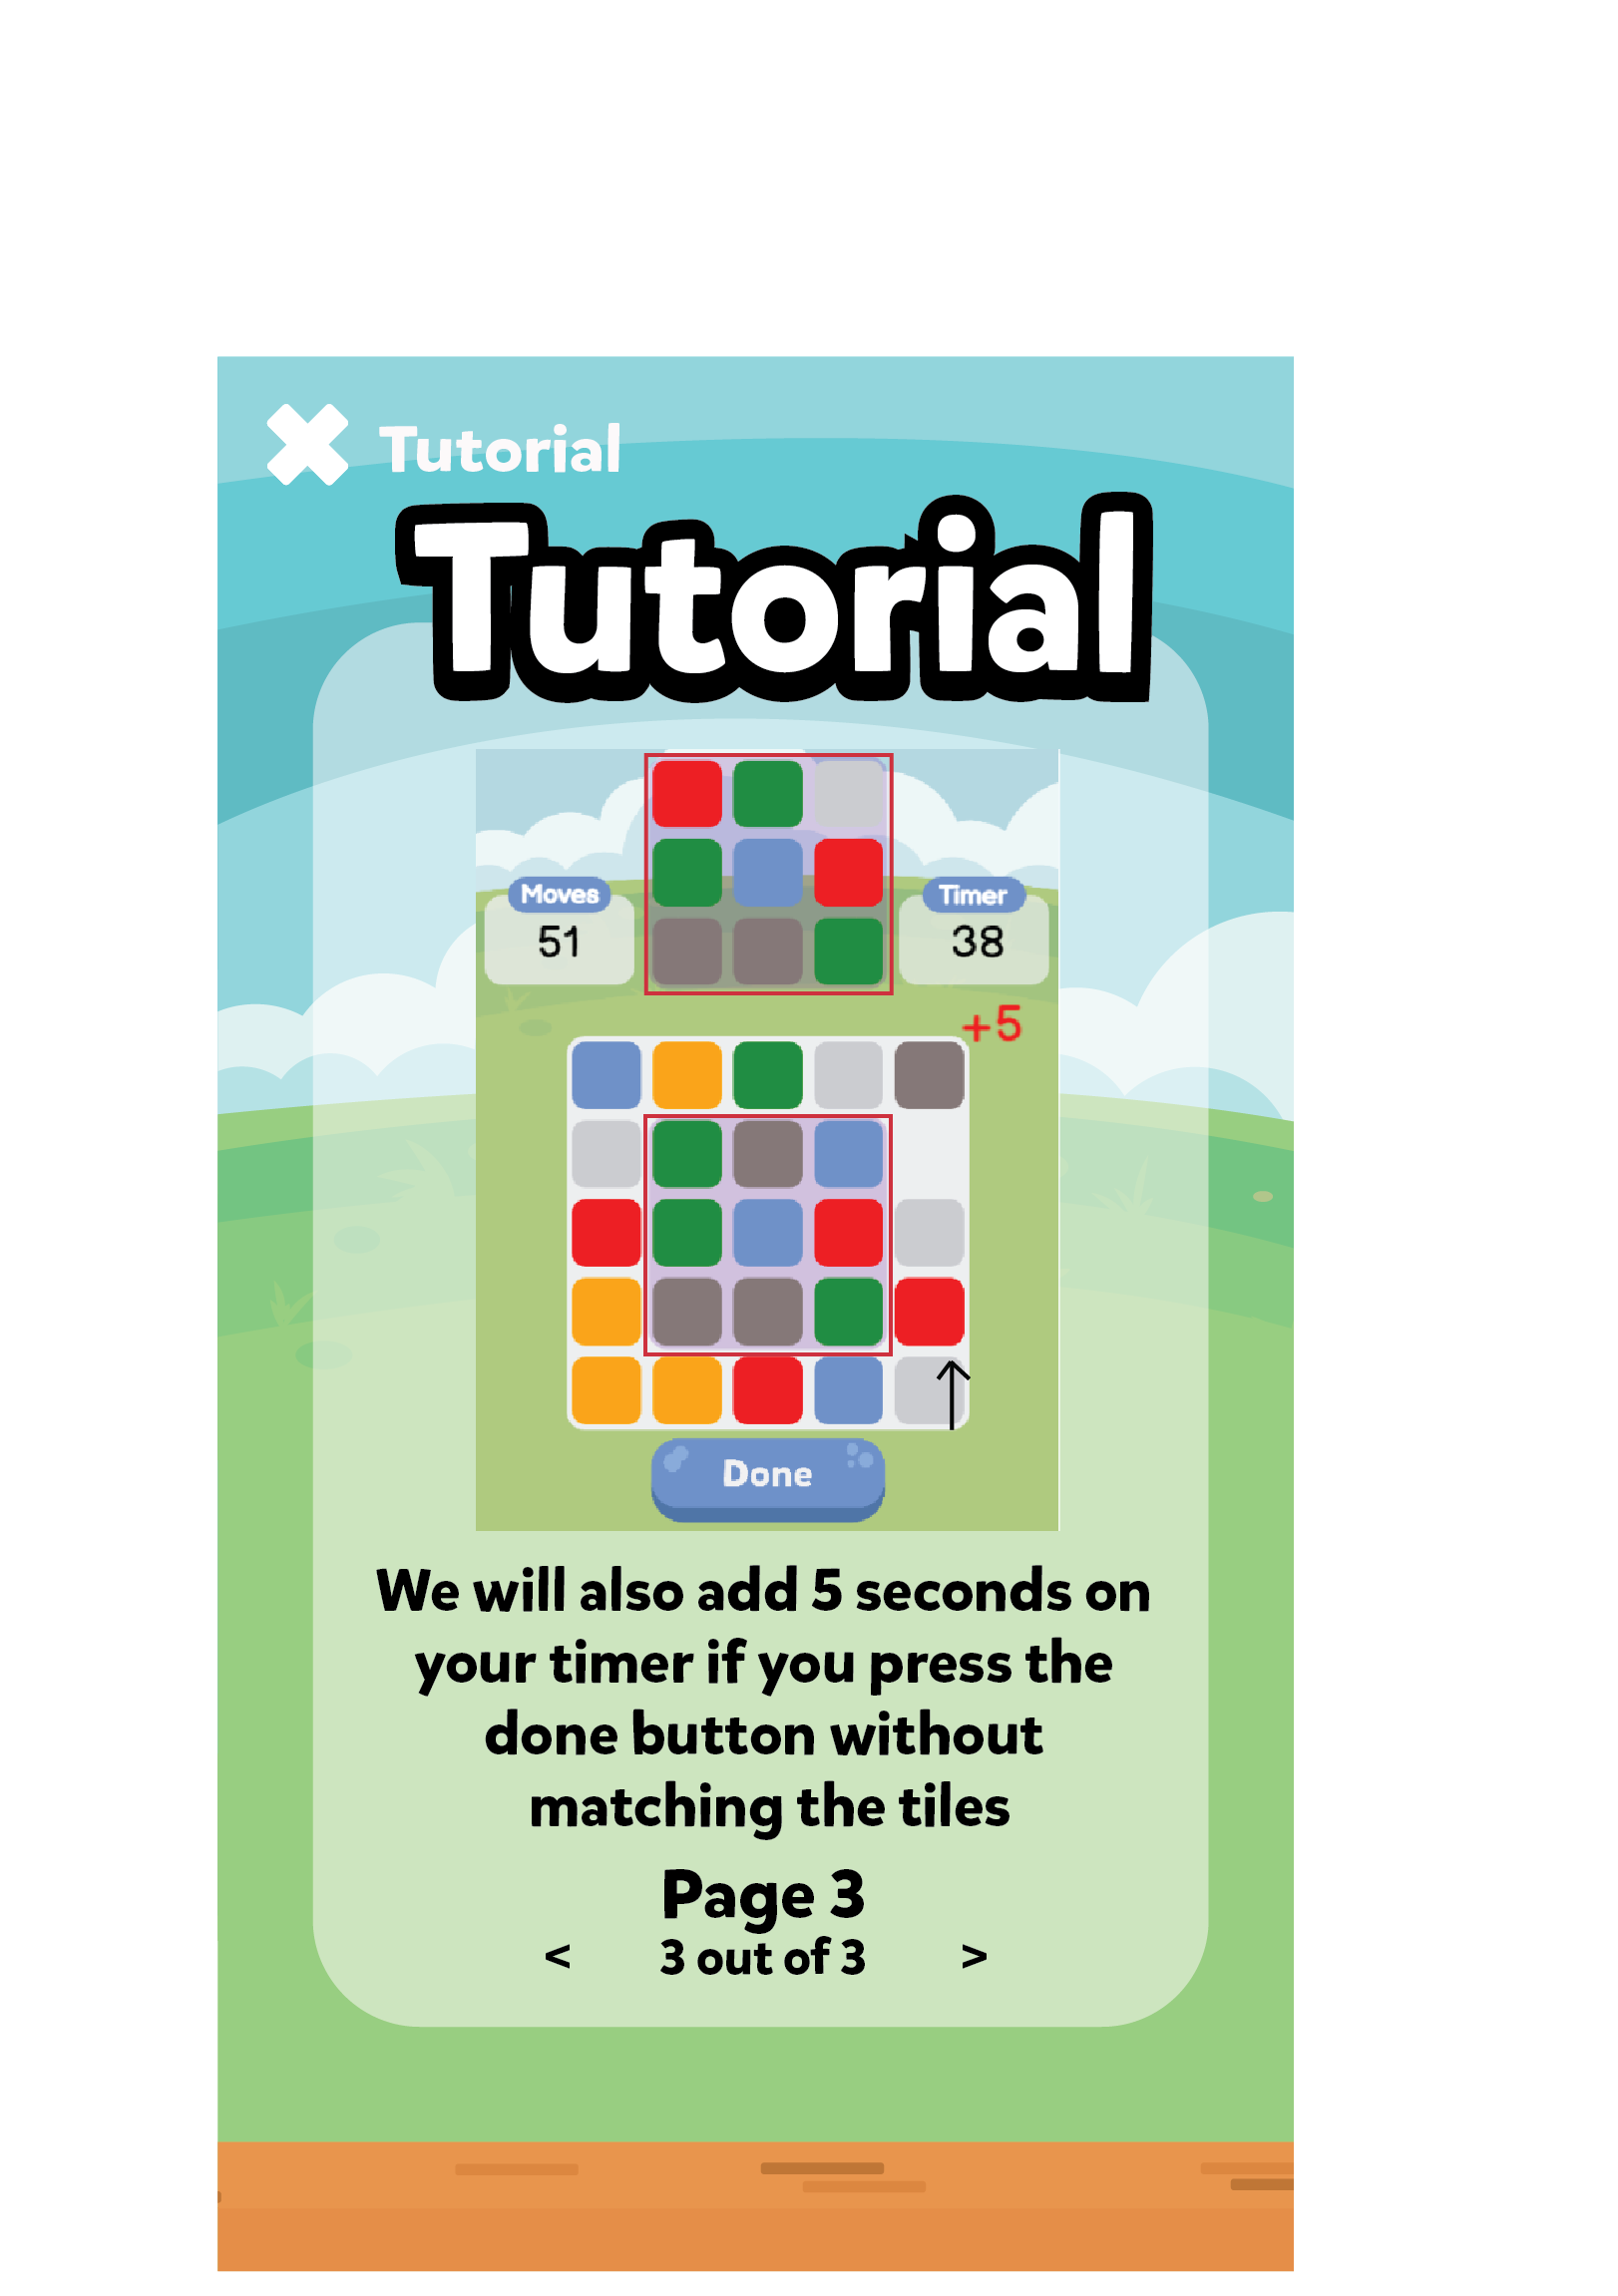 Tutorial
Tutorial
Moves
Timer
51
38
+5
Done
We will also add 5 seconds on
your timer if you press the
done button without
matching the tiles
Page 3
< 3 out of 3 >